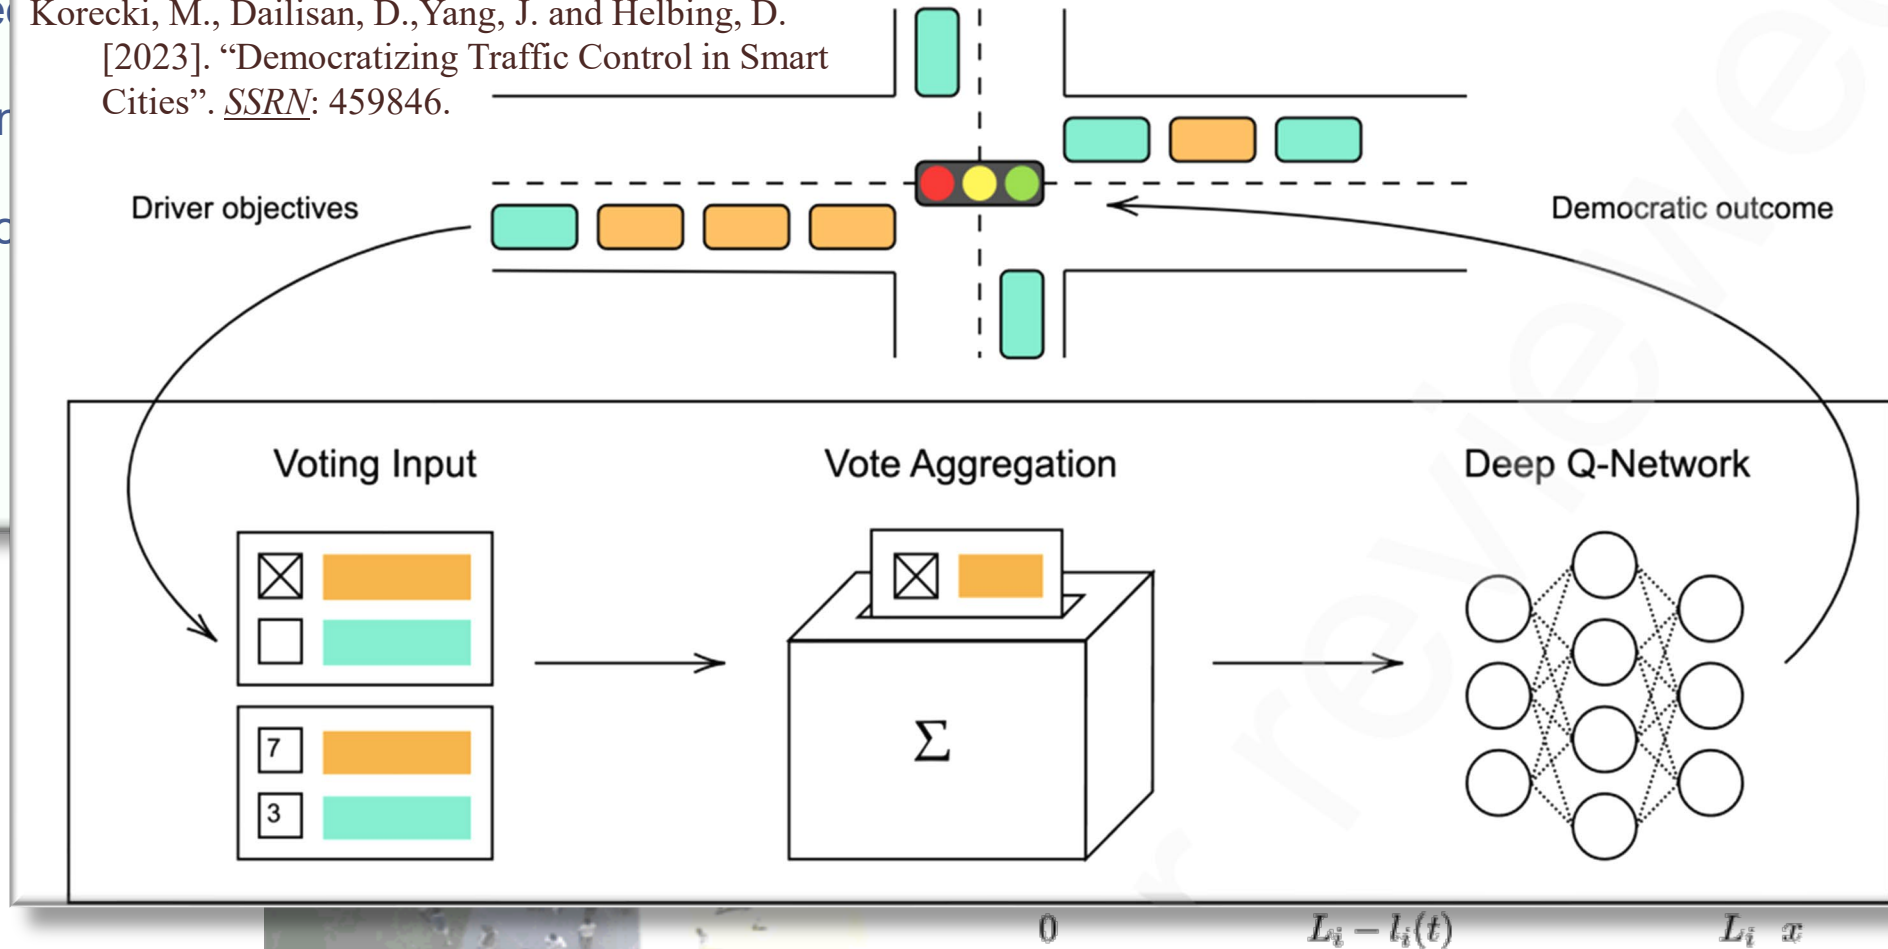 Korecki, M., Dailisan, D.,Yang, J. and Helbing, D.
[2023]. “Democratizing Traffic Control in Smart
Cities”. SSRN: 459846.
Driver objectives
Democratic outcome
Voting Input
Vote Aggregation
Deep Q-Network
7
3
Σ
r review
0 L_i − l_i(t) L_i x